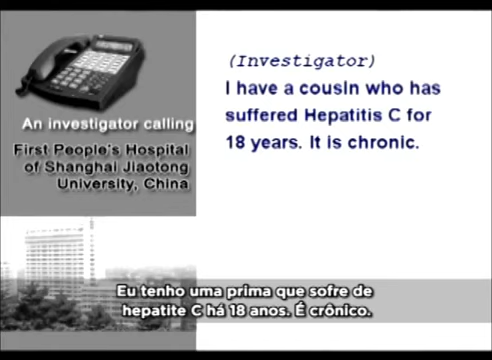 (Investigator)
I have a cousin who has
suffered Hepatitis C for
18 years. It is chronic.
An investigator calling
First People's Hospital
of Shanghai Jiaotong
University, China
Eu tenho uma prima que sofre de
hepatite C há 18 anos. É crônico.